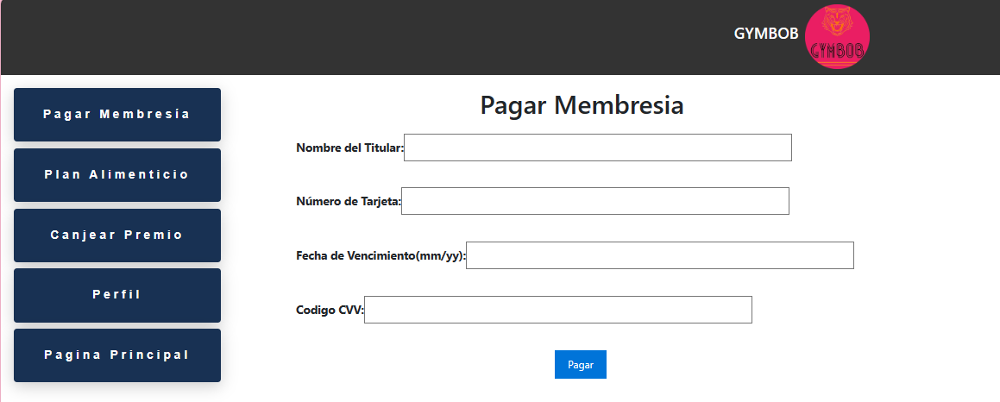 GYMBOB
GYMBOB
Pagar Membresía
Plan Alimenticio
Canjear Premio
Perfil
Pagina Principal
Pagar Membresia
Nombre del Titular:
Número de Tarjeta:
Fecha de Vencimiento(mm/yy):
Codigo CVV:
Pagar